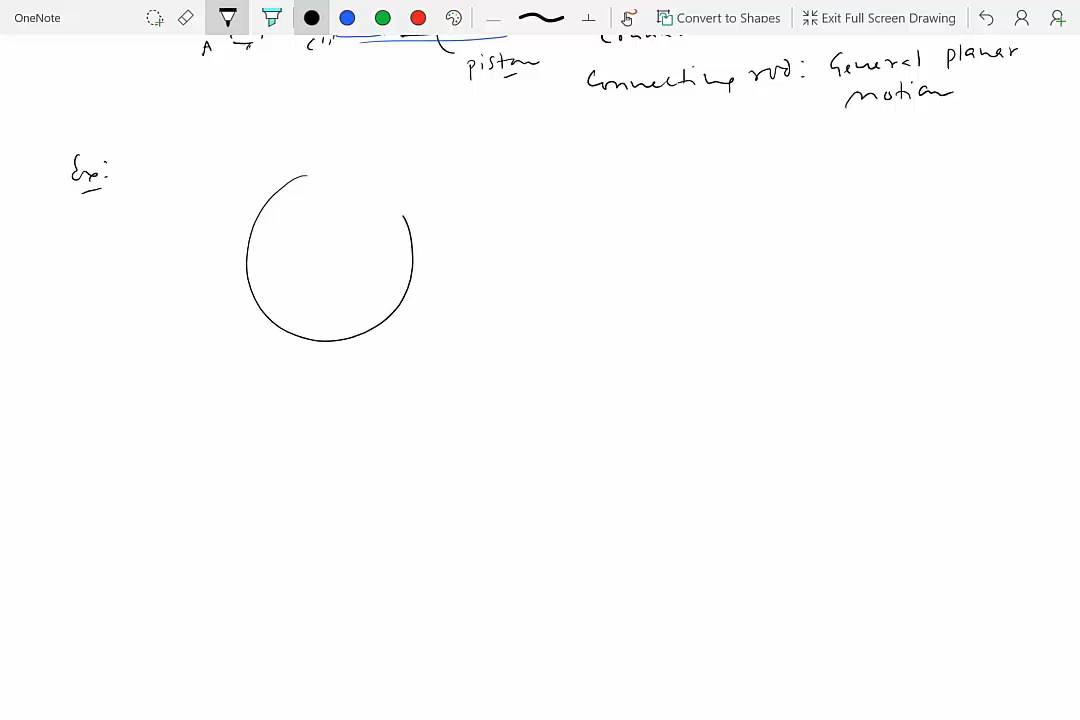 OneNote
Convert to Shapes
Exit Full Screen Drawing
A
piston
Connecting rod: General planar
motion
Ex: